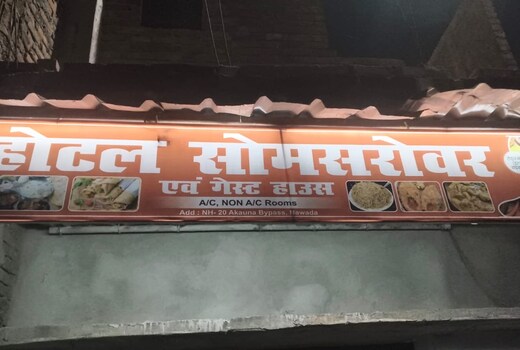 होटल सोमसरोवर
एवं गेस्ट हाउस
A/C, NON A/C Rooms
Add : NH- 20 Akauna Bypass, Nawada